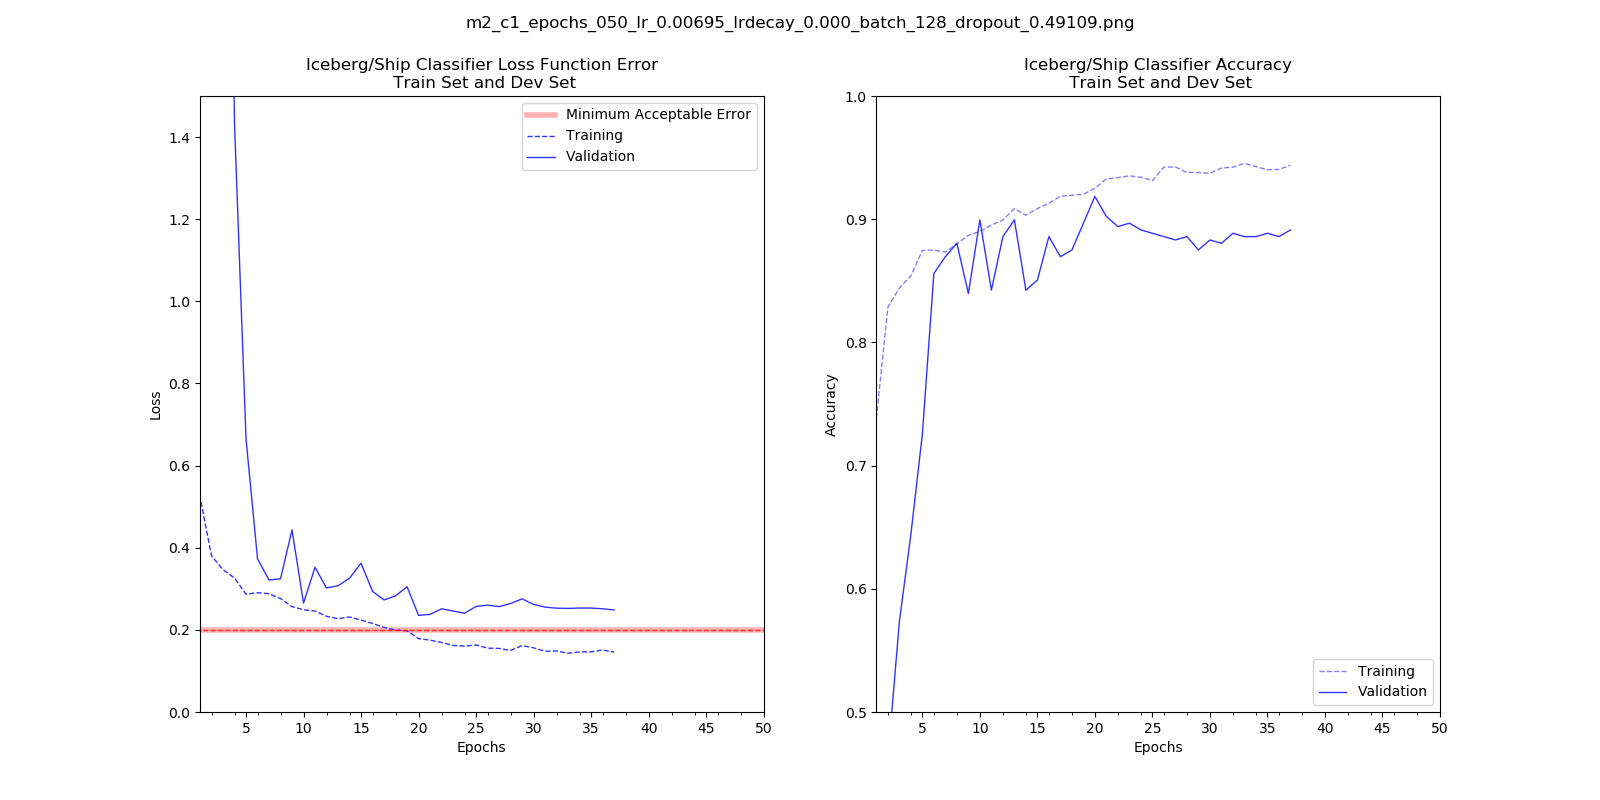 m2_c1_epochs_050_lr_0.00695_lrdecay_0.000_batch_128_dropout_0.49109.png
Iceberg/Ship Classifier Loss Function Error
Train Set and Dev Set
Minimum Acceptable Error
Training
Validation
1.4
1.2
1.0
0.8
0.6
0.4
0.2
0.0
Loss
5 10 15 20 25 30 35 40 45 50
Epochs
Iceberg/Ship Classifier Accuracy
Train Set and Dev Set
1.0
0.9
0.8
0.7
0.6
0.5
Accuracy
Training
Validation
5 10 15 20 25 30 35 40 45 50
Epochs